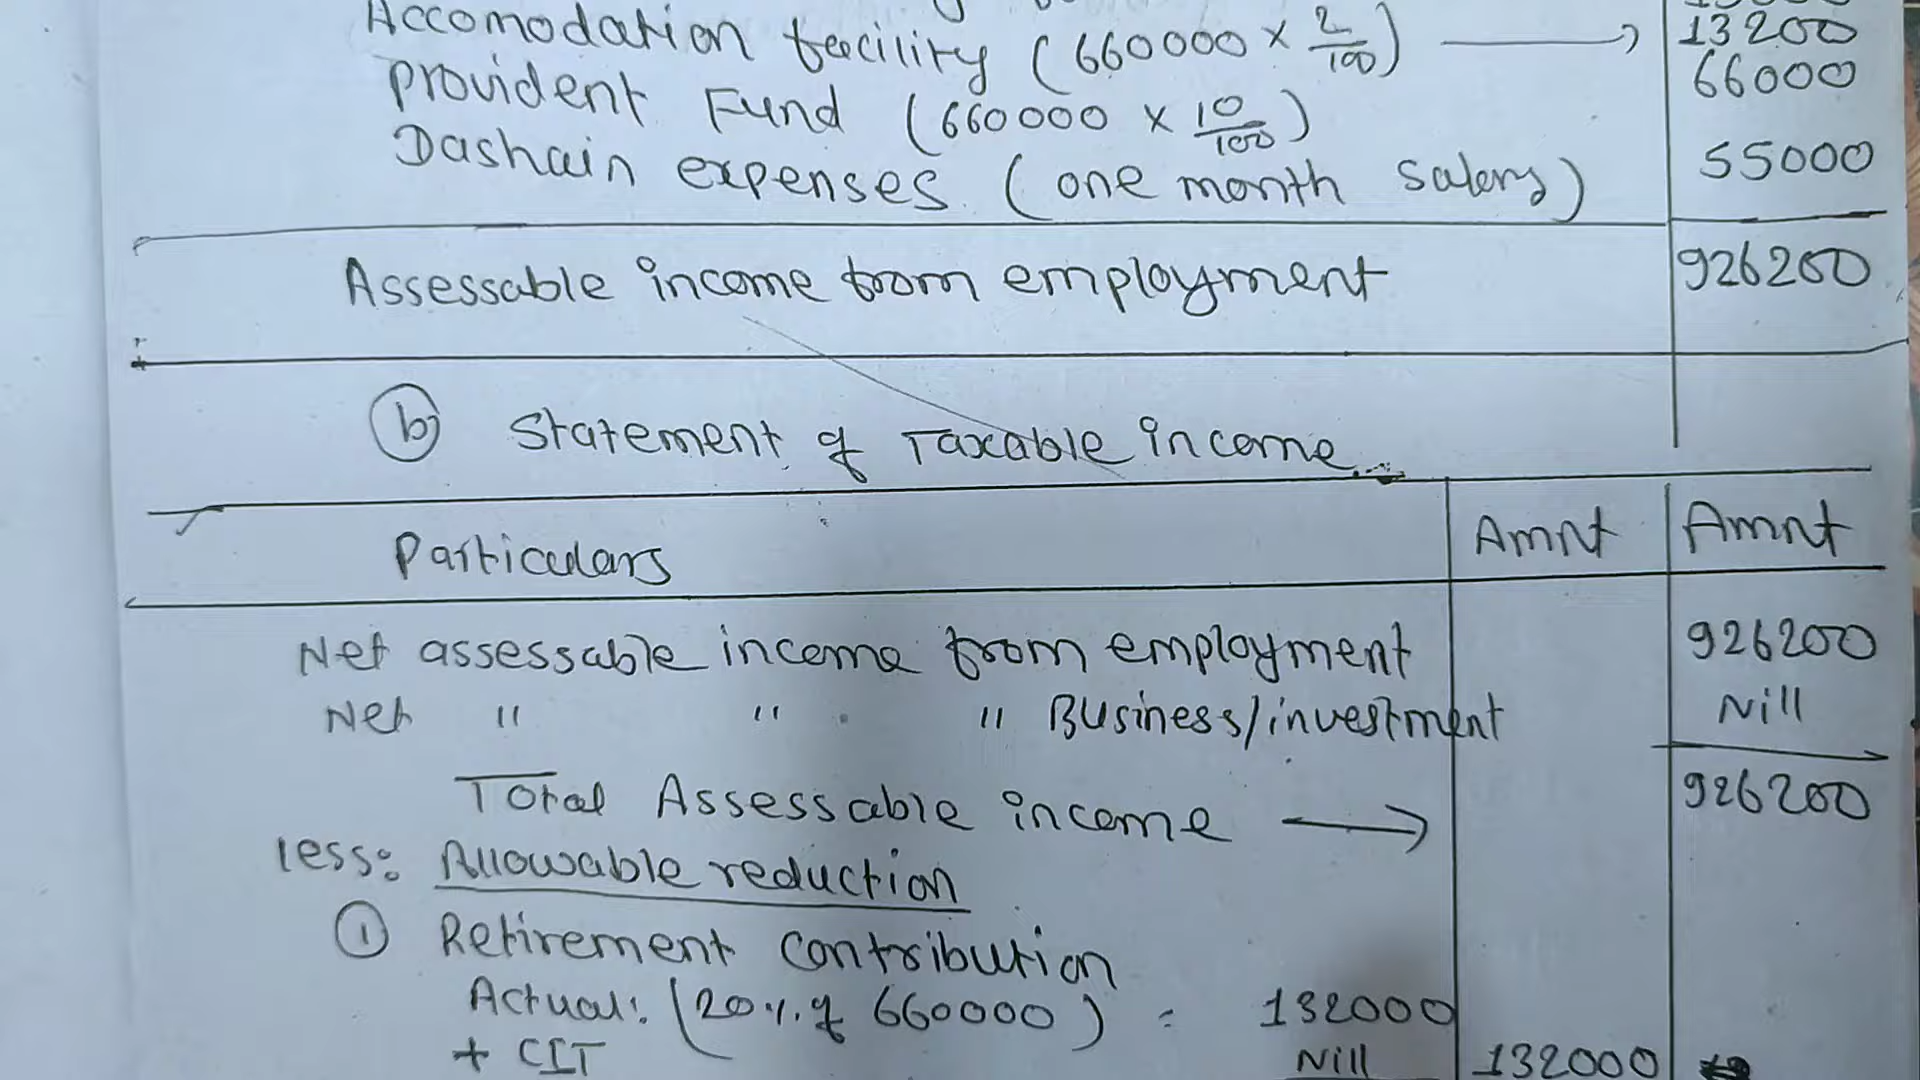 Accomodation facility (660000 × 2/100) → 13200
Provident Fund (660000 × 10/100) 66000
Dashain expenses (one month salery) 55000
Assessable income from employment 926200
(b) Statement of Taxable income
Particulars Amnt Amnt
Net assessable income from employment 926200
Net " " " Business/investment Nill
Total Assessable income → 926200
less: Allowable reduction
(1) Retirement contribution
Actual: (20% of 660000) = 132000
+ CIT Nill 132000